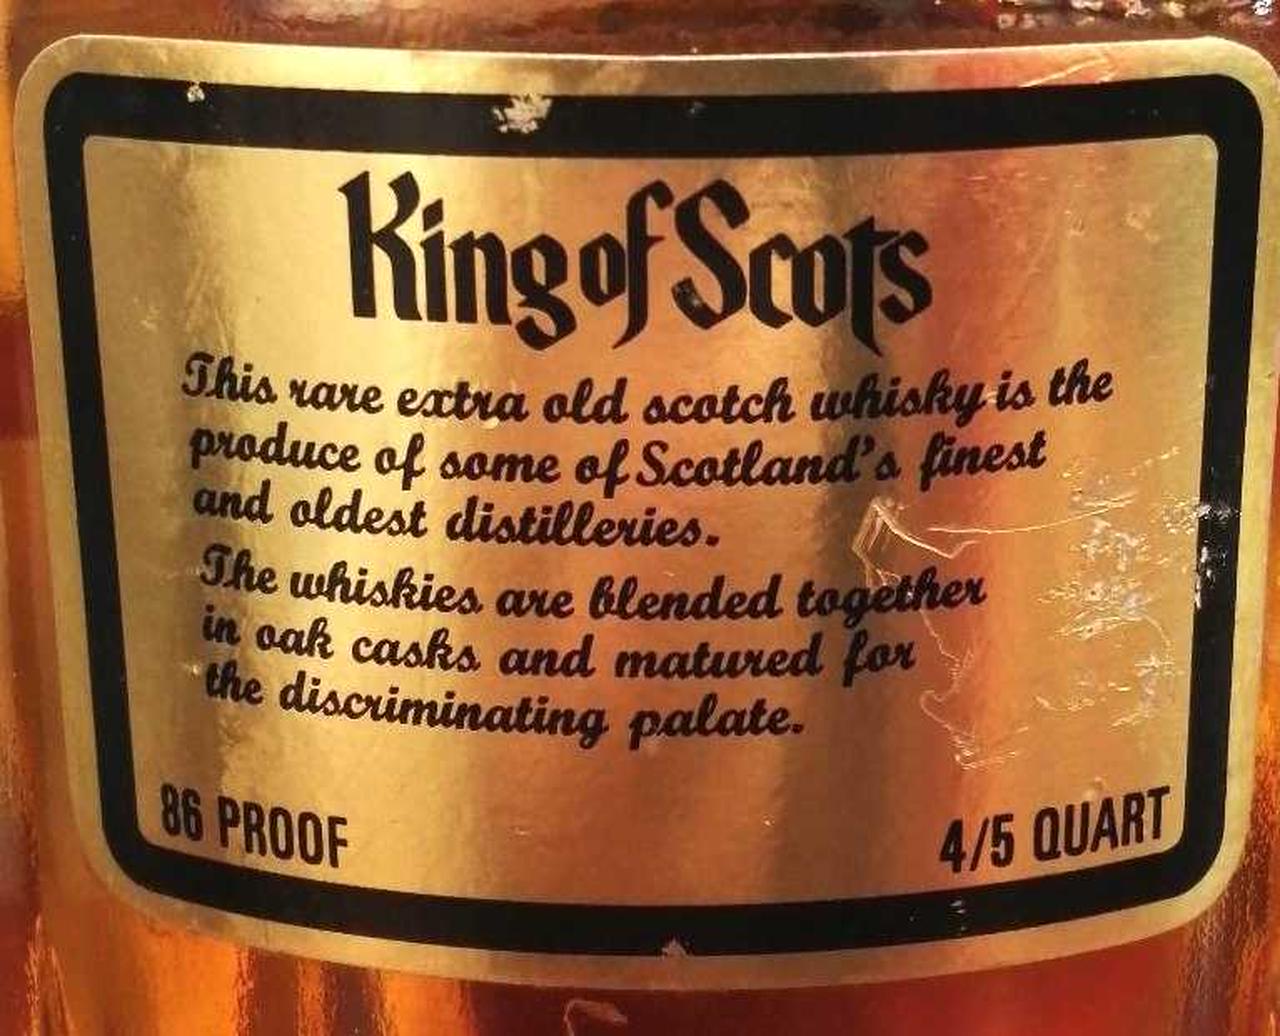 King of Scots
This rare extra old scotch whisky is the
produce of some of Scotland's finest
and oldest distilleries.
The whiskies are blended together
in oak casks and matured for
the discriminating palate.
86 PROOF
4/5 QUART